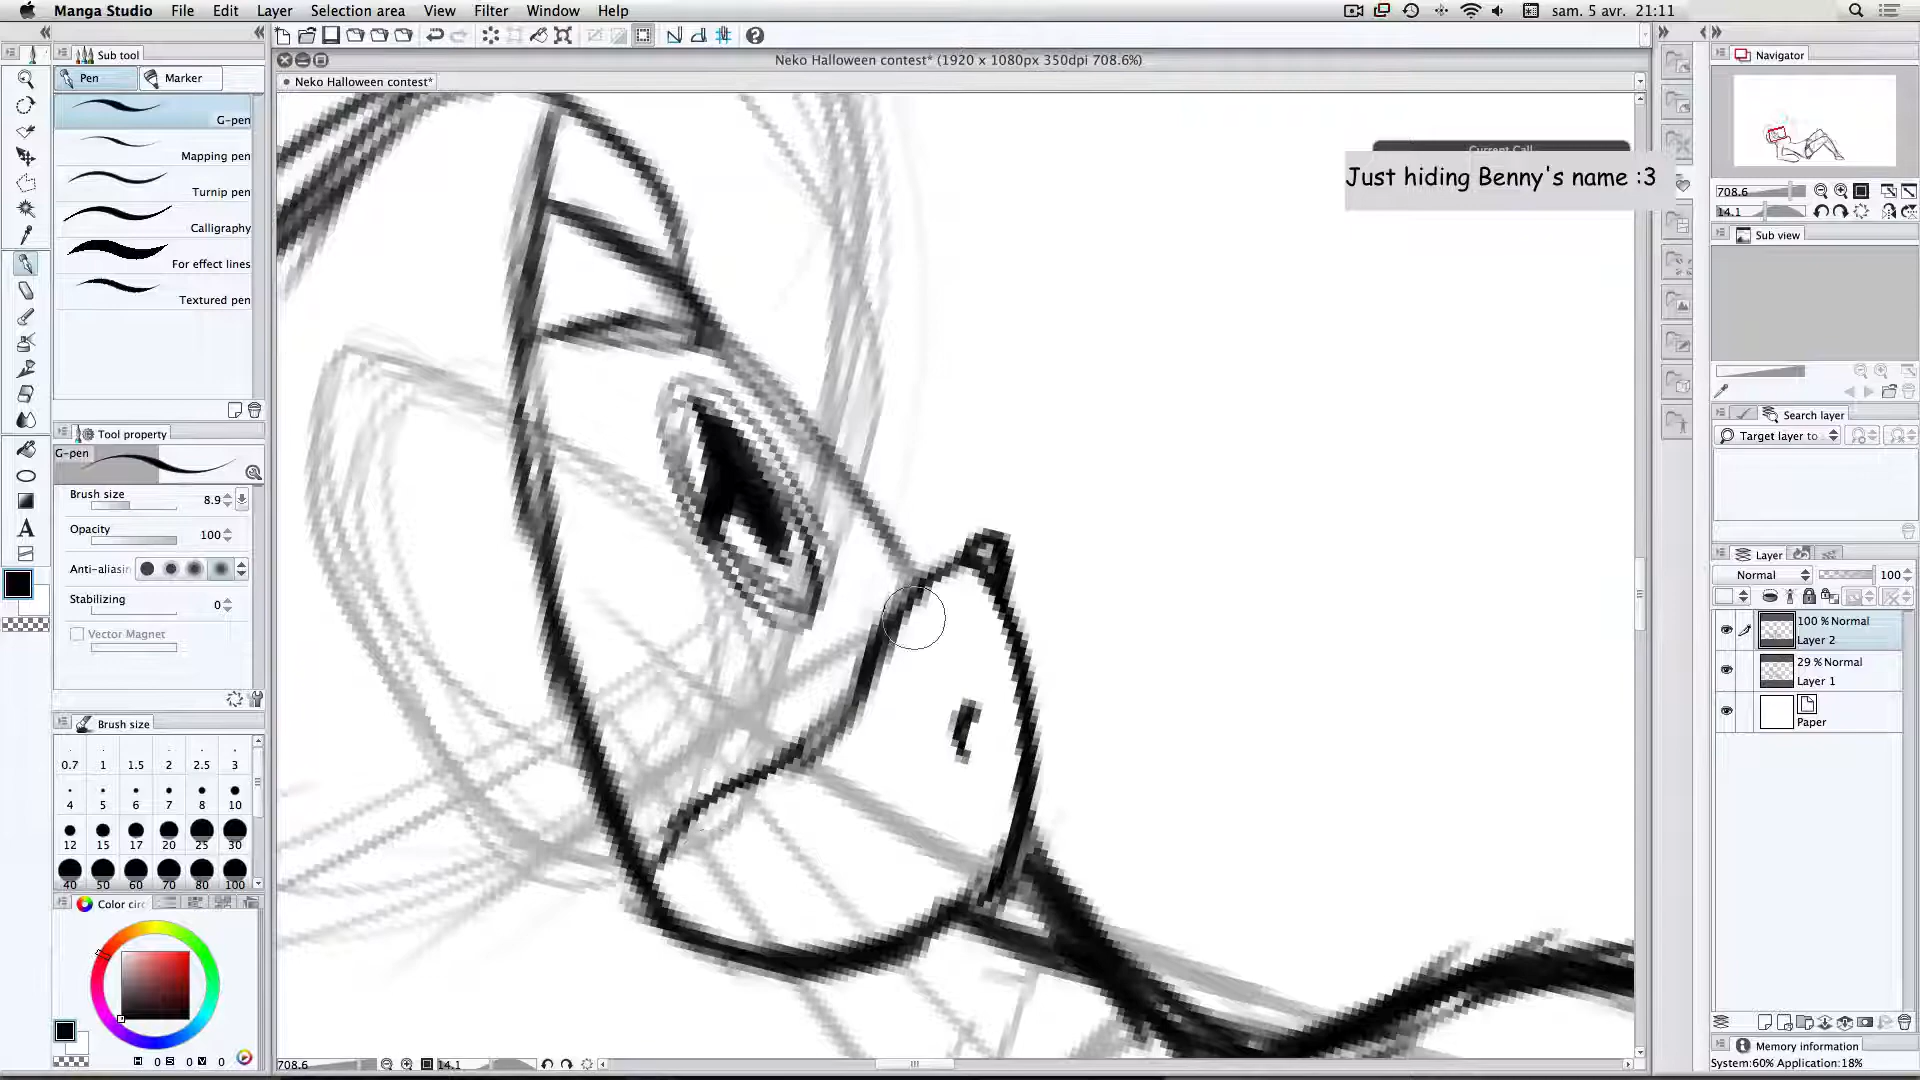 Manga Studio File Edit Layer Selection area View Filter Window Help
sam. 5 avr. 21:11
Sub tool
Pen Marker
G-pen
Mapping pen
Turnip pen
Calligraphy
For effect lines
Textured pen
Tool property
G-pen
Brush size 8.9
Opacity 100
Stabilizing 0
Vector Magnet
Brush size
0.7 1 1.5 2 2.5 3
4 5 6 7 8 10
12 15 17 20 25 30
40 50 60 70 80 100
Color circ
H 0 S 0 V 0
Neko Halloween contest* (1920 x 1080px 350dpi 708.6%)
Neko Halloween contest*
Current Call
Just hiding Benny's name :3
708.6 14.1
Navigator
708.6
14.1
Sub view
Search layer
Target layer to
Layer
Normal 100
100 % Normal
Layer 2
29 % Normal
Layer 1
Paper
Memory information
System:60% Application:18%